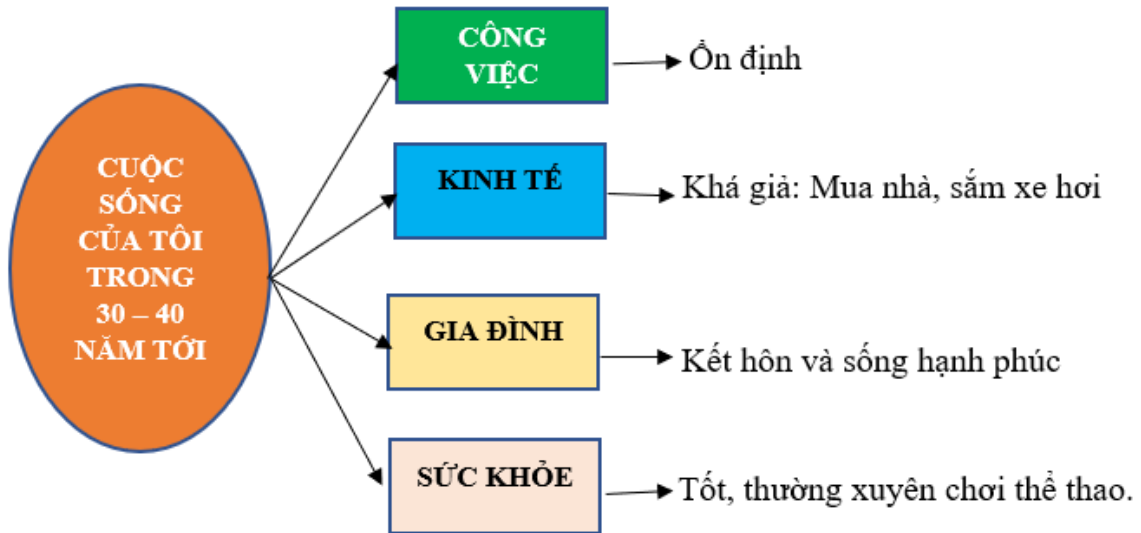 CUỘC
SỐNG
CỦA TÔI
TRONG
30 – 40
NĂM TỚI
CÔNG
VIỆC
Ổn định
KINH TẾ
Khá giả: Mua nhà, sắm xe hơi
GIA ĐÌNH
Kết hôn và sống hạnh phúc
SỨC KHỎE
Tốt, thường xuyên chơi thể thao.